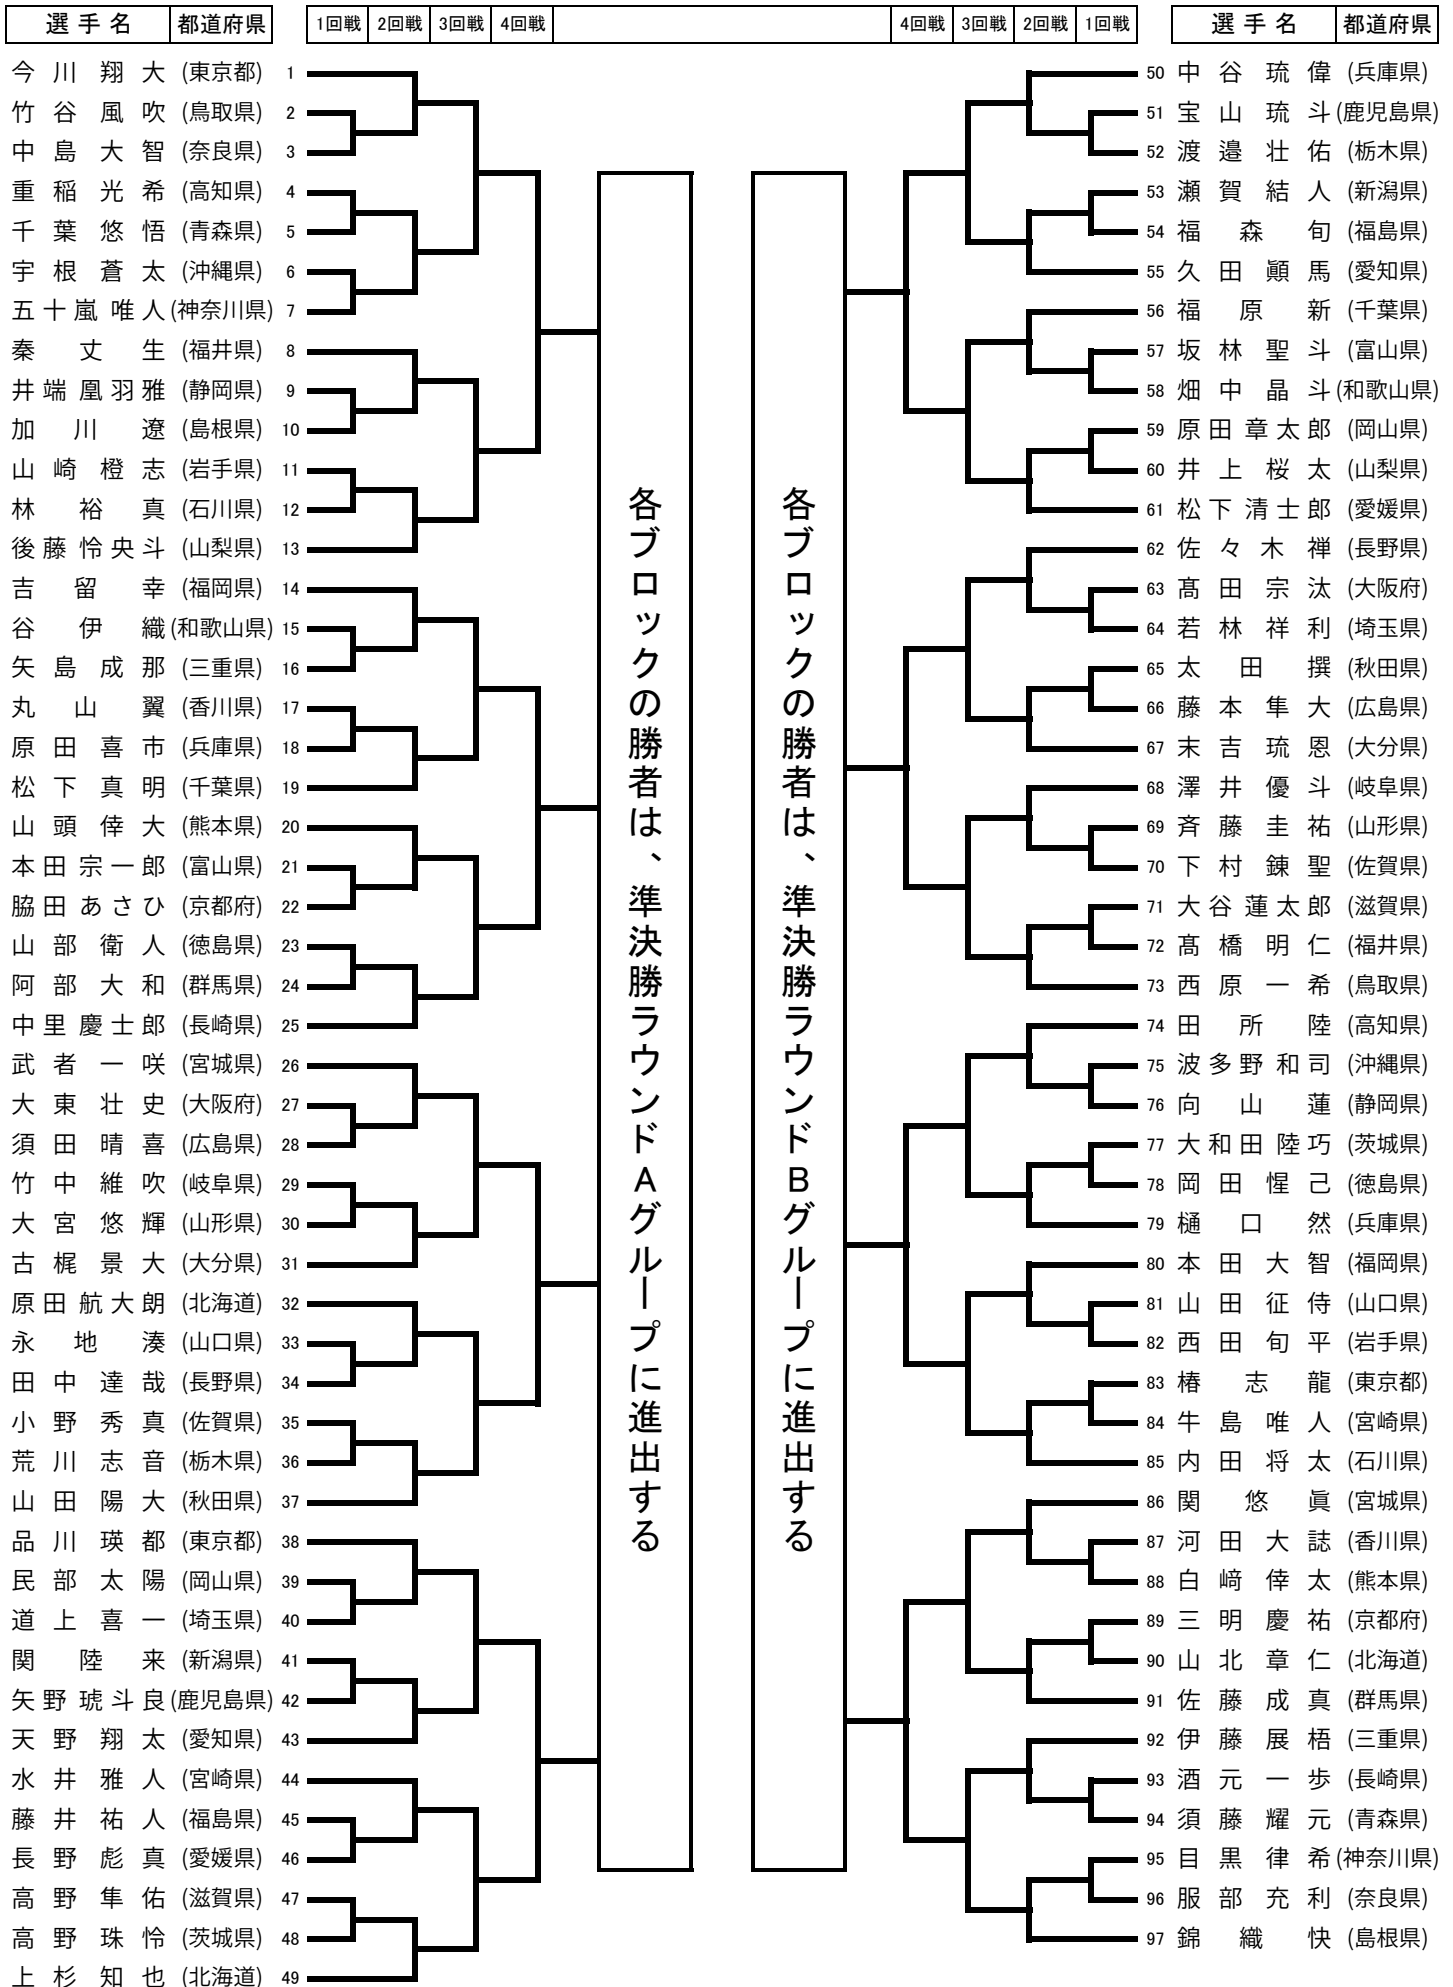 選手名 都道府県 1回戦 2回戦 3回戦 4回戦 4回戦 3回戦 2回戦 1回戦 選手名 都道府県
今川翔大 (東京都) 1
竹谷風吹 (鳥取県) 2
中島大智 (奈良県) 3
重稲光希 (高知県) 4
千葉悠悟 (青森県) 5
宇根蒼太 (沖縄県) 6
五十嵐唯人 (神奈川県) 7
秦丈生 (福井県) 8
井端凰羽雅 (静岡県) 9
加川遼 (島根県) 10
山崎橙志 (岩手県) 11
林裕真 (石川県) 12
後藤怜央斗 (山梨県) 13
吉留幸 (福岡県) 14
谷伊織 (和歌山県) 15
矢島成那 (三重県) 16
丸山翼 (香川県) 17
原田喜市 (兵庫県) 18
松下真明 (千葉県) 19
山頭倖大 (熊本県) 20
本田宗一郎 (富山県) 21
脇田あさひ (京都府) 22
山部衛人 (徳島県) 23
阿部大和 (群馬県) 24
中里慶士郎 (長崎県) 25
武者一咲 (宮城県) 26
大東壮史 (大阪府) 27
須田晴喜 (広島県) 28
竹中維吹 (岐阜県) 29
大宮悠輝 (山形県) 30
古梶景大 (大分県) 31
原田航大朗 (北海道) 32
永地湊 (山口県) 33
田中達哉 (長野県) 34
小野秀真 (佐賀県) 35
荒川志音 (栃木県) 36
山田陽大 (秋田県) 37
品川瑛都 (東京都) 38
民部太陽 (岡山県) 39
道上喜一 (埼玉県) 40
関陸来 (新潟県) 41
矢野琥斗良 (鹿児島県) 42
天野翔太 (愛知県) 43
水井雅人 (宮崎県) 44
藤井祐人 (福島県) 45
長野彪真 (愛媛県) 46
高野隼佑 (滋賀県) 47
高野珠怜 (茨城県) 48
上杉知也 (北海道) 49
各ブロックの勝者は、準決勝ラウンドAグループに進出する
各ブロックの勝者は、準決勝ラウンドBグループに進出する
50 中谷琉偉 (兵庫県)
51 宝山琉斗 (鹿児島県)
52 渡邉壮佑 (栃木県)
53 瀬賀結人 (新潟県)
54 福森旬 (福島県)
55 久田顚馬 (愛知県)
56 福原新 (千葉県)
57 坂林聖斗 (富山県)
58 畑中晶斗 (和歌山県)
59 原田章太郎 (岡山県)
60 井上桜太 (山梨県)
61 松下清士郎 (愛媛県)
62 佐々木禅 (長野県)
63 髙田宗汰 (大阪府)
64 若林祥利 (埼玉県)
65 太田撰 (秋田県)
66 藤本隼大 (広島県)
67 末吉琉恩 (大分県)
68 澤井優斗 (岐阜県)
69 斉藤圭祐 (山形県)
70 下村錬聖 (佐賀県)
71 大谷蓮太郎 (滋賀県)
72 髙橋明仁 (福井県)
73 西原一希 (鳥取県)
74 田所陸 (高知県)
75 波多野和司 (沖縄県)
76 向山蓮 (静岡県)
77 大和田陸巧 (茨城県)
78 岡田惺己 (徳島県)
79 樋口然 (兵庫県)
80 本田大智 (福岡県)
81 山田征侍 (山口県)
82 西田旬平 (岩手県)
83 椿志龍 (東京都)
84 牛島唯人 (宮崎県)
85 内田将太 (石川県)
86 関悠眞 (宮城県)
87 河田大誌 (香川県)
88 白﨑倖太 (熊本県)
89 三明慶祐 (京都府)
90 山北章仁 (北海道)
91 佐藤成真 (群馬県)
92 伊藤展梧 (三重県)
93 酒元一歩 (長崎県)
94 須藤耀元 (青森県)
95 目黒律希 (神奈川県)
96 服部充利 (奈良県)
97 錦織快 (島根県)